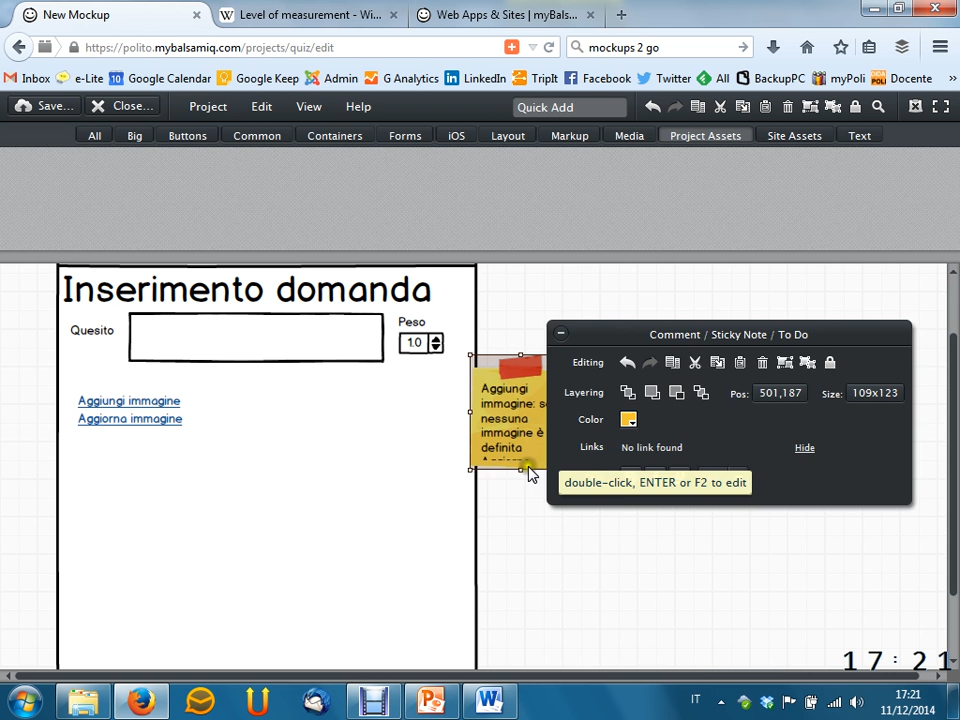 New Mockup
Level of measurement - Wi...
Web Apps & Sites | myBals...
https://polito.mybalsamiq.com/projects/quiz/edit
mockups 2 go
Inbox
e-Lite
Google Calendar
Google Keep
Admin
G Analytics
LinkedIn
TripIt
Facebook
Twitter
All
BackupPC
myPoli
Docente
»
Save...
Close...
Project
Edit
View
Help
Quick Add
All
Big
Buttons
Common
Containers
Forms
iOS
Layout
Markup
Media
Project Assets
Site Assets
Text
Inserimento domanda
Quesito
Peso
1.0
Aggiungi immagine
Aggiorna immagine
Aggiungi
immagine: s
nessuna
immagine è
definita
Comment / Sticky Note / To Do
Editing
Layering
Pos: 501,187
Size: 109x123
Color
Links
No link found
Hide
double-click, ENTER or F2 to edit
17:21
IT
17:21
11/12/2014